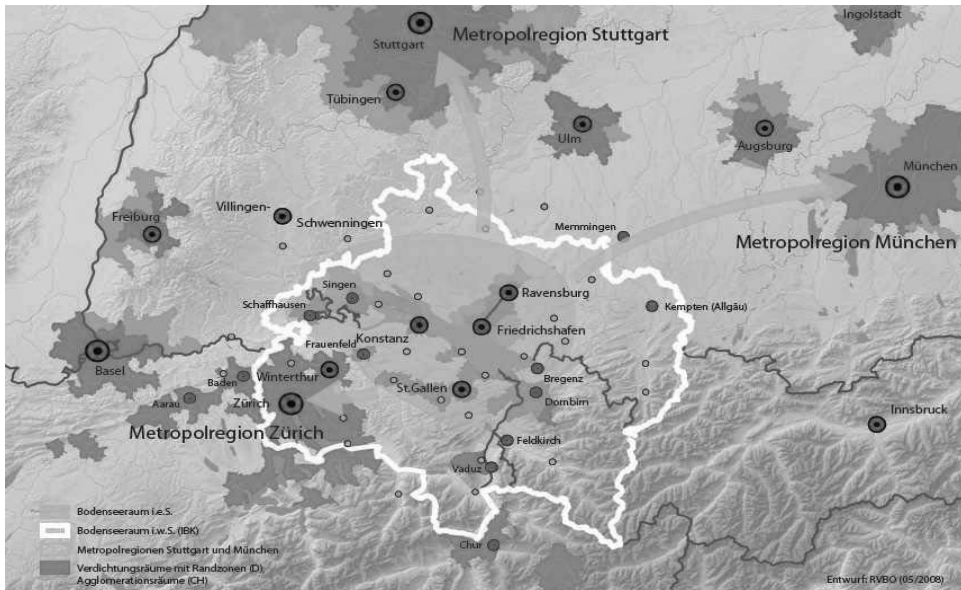 Ingolstadt
Metropolregion Stuttgart
Stuttgart
Tübingen
Ulm
Augsburg
München
Villingen-
Schwenningen
Freiburg
Memmingen
Metropolregion München
Singen
Schaffhausen
Ravensburg
Kempten (Allgäu)
Friedrichshafen
Konstanz
Frauenfeld
Basel
Baden
Winterthur
Bregenz
St.Gallen
Dornbirn
Aarau
Zürich
Innsbruck
Metropolregion Zürich
Feldkirch
Vaduz
Chur
Bodenseeraum i.e.S.
Bodenseeraum i.w.S. (IBK)
Metropolregionen Stuttgart und München
Verdichtungsräume mit Randzonen (D);
Agglomerationsräume (CH)
Entwurf: RVBO (05/2008)